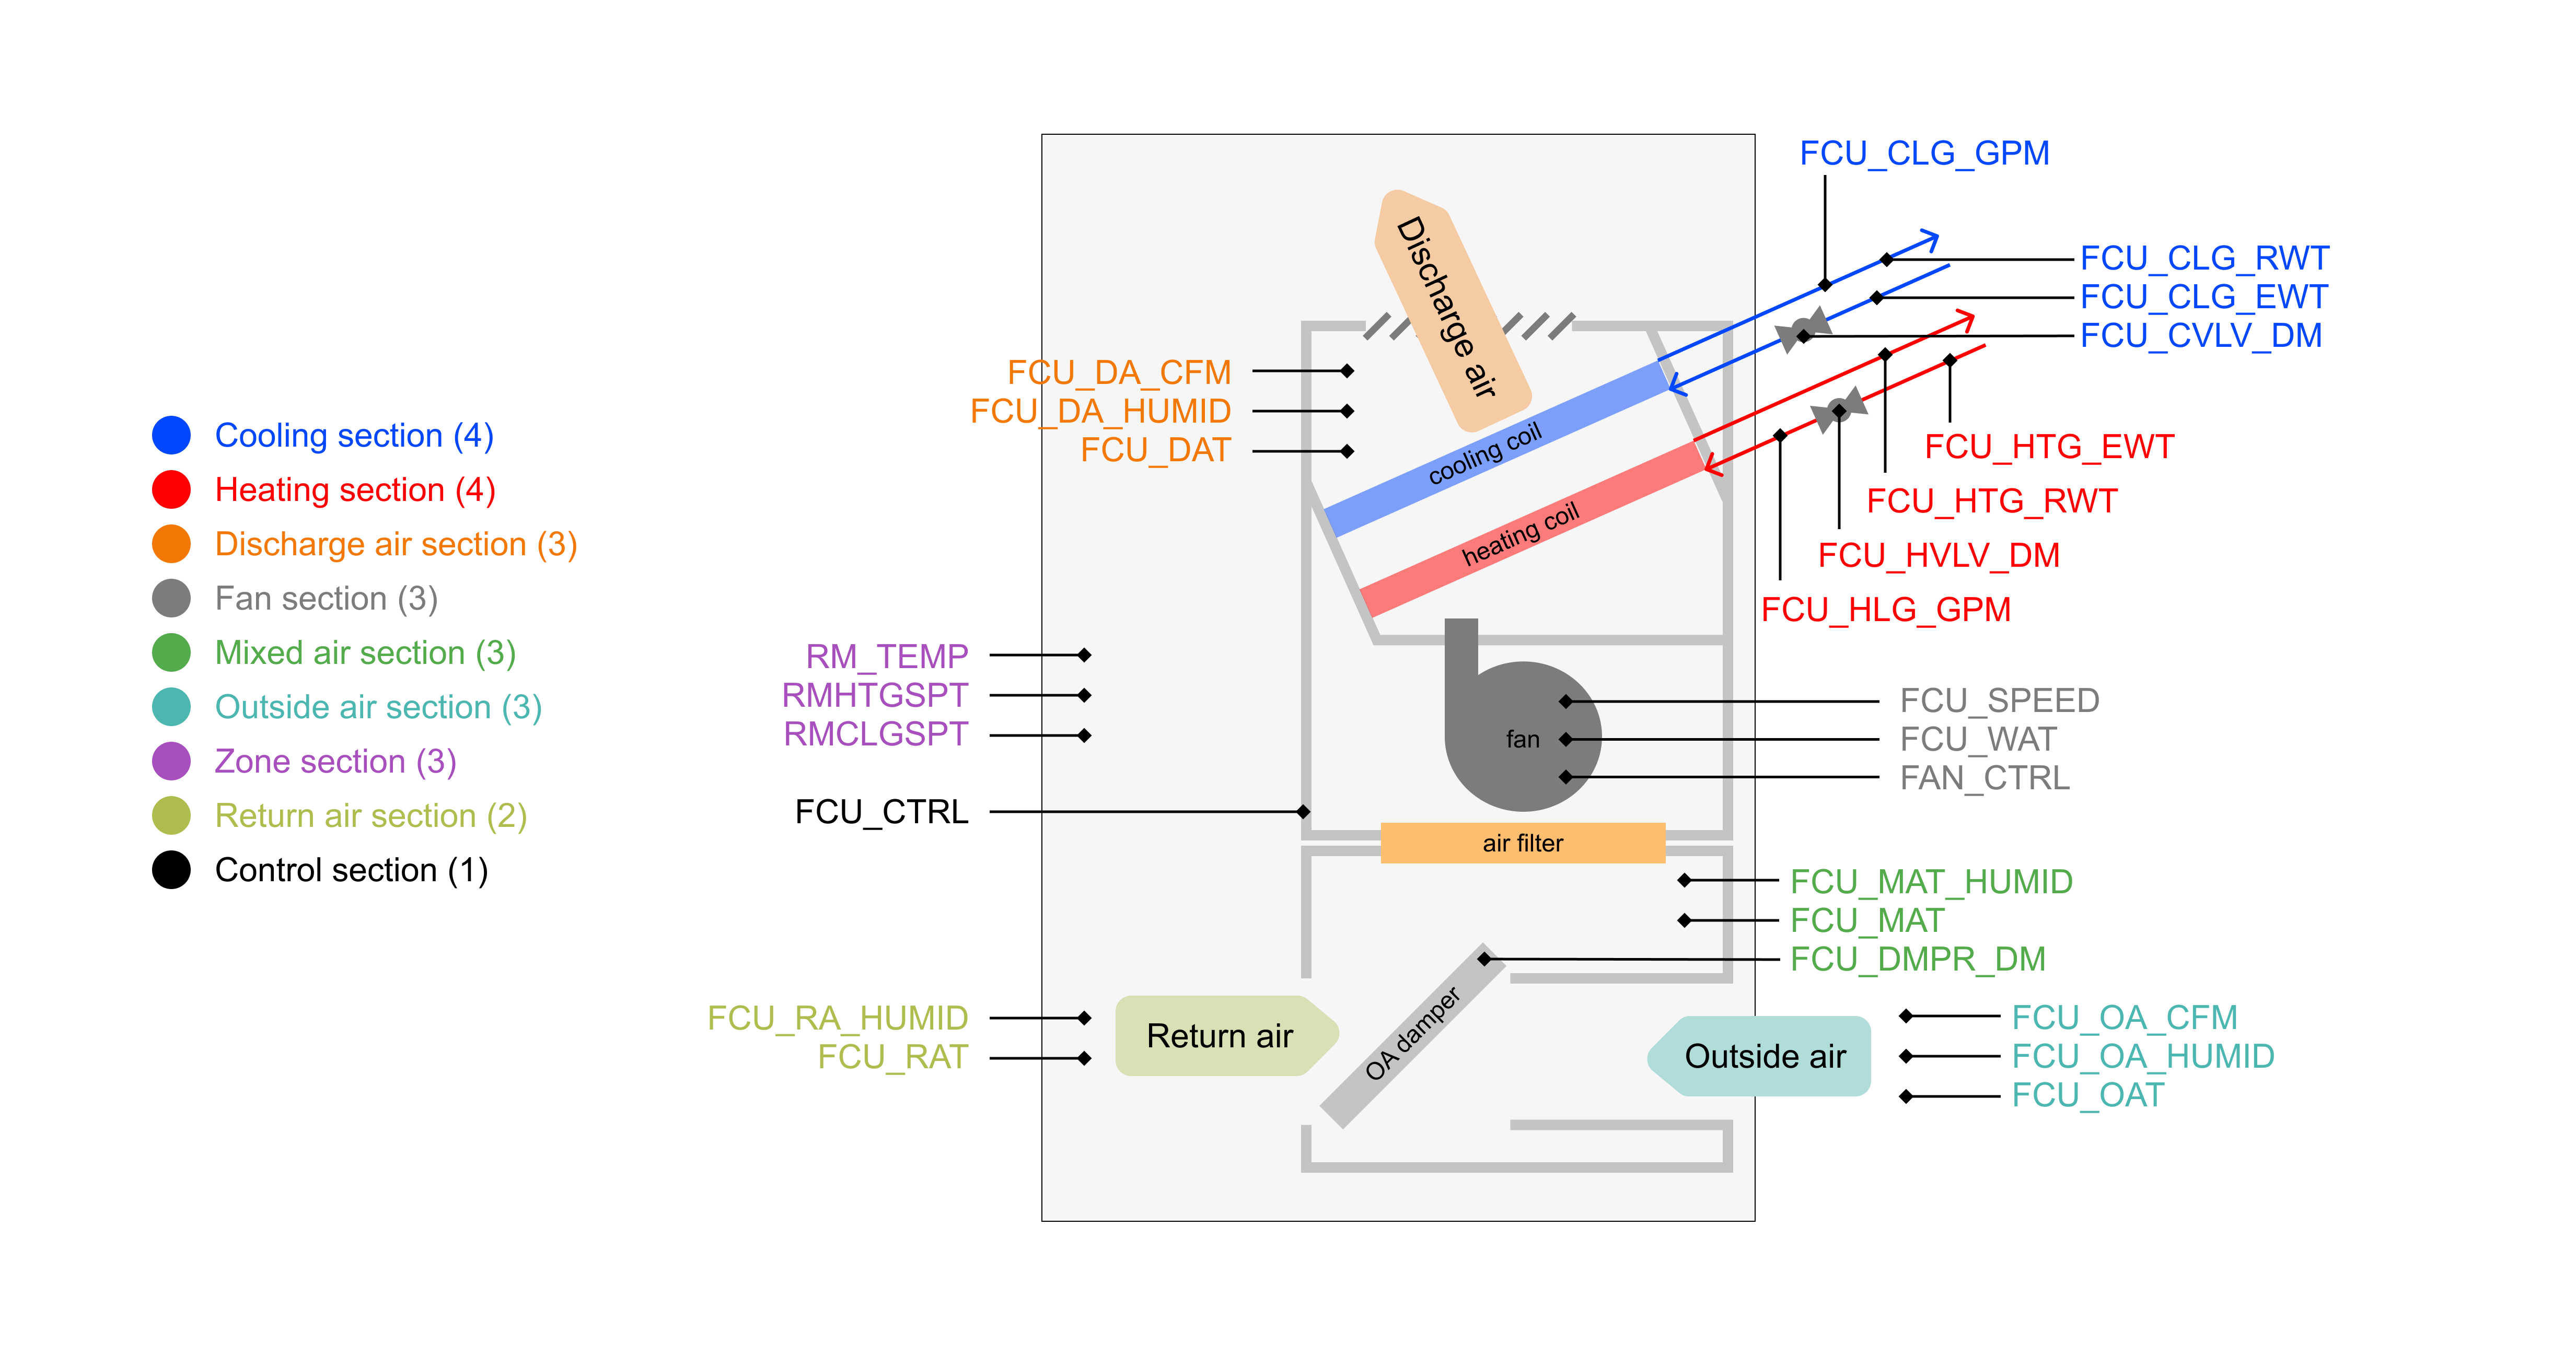 Cooling section (4)
Heating section (4)
Discharge air section (3)
Fan section (3)
Mixed air section (3)
Outside air section (3)
Zone section (3)
Return air section (2)
Control section (1)
FCU_CLG_GPM
FCU_CLG_RWT
FCU_CLG_EWT
FCU_CVLV_DM
FCU_HTG_EWT
FCU_HTG_RWT
FCU_HVLV_DM
FCU_HLG_GPM
Discharge air
FCU_DA_CFM
FCU_DA_HUMID
FCU_DAT
cooling coil
heating coil
RM_TEMP
RMHTGSPT
RMCLGSPT
FCU_CTRL
fan
FCU_SPEED
FCU_WAT
FAN_CTRL
air filter
FCU_MAT_HUMID
FCU_MAT
FCU_DMPR_DM
FCU_RA_HUMID
FCU_RAT
Return air
OA damper
Outside air
FCU_OA_CFM
FCU_OA_HUMID
FCU_OAT